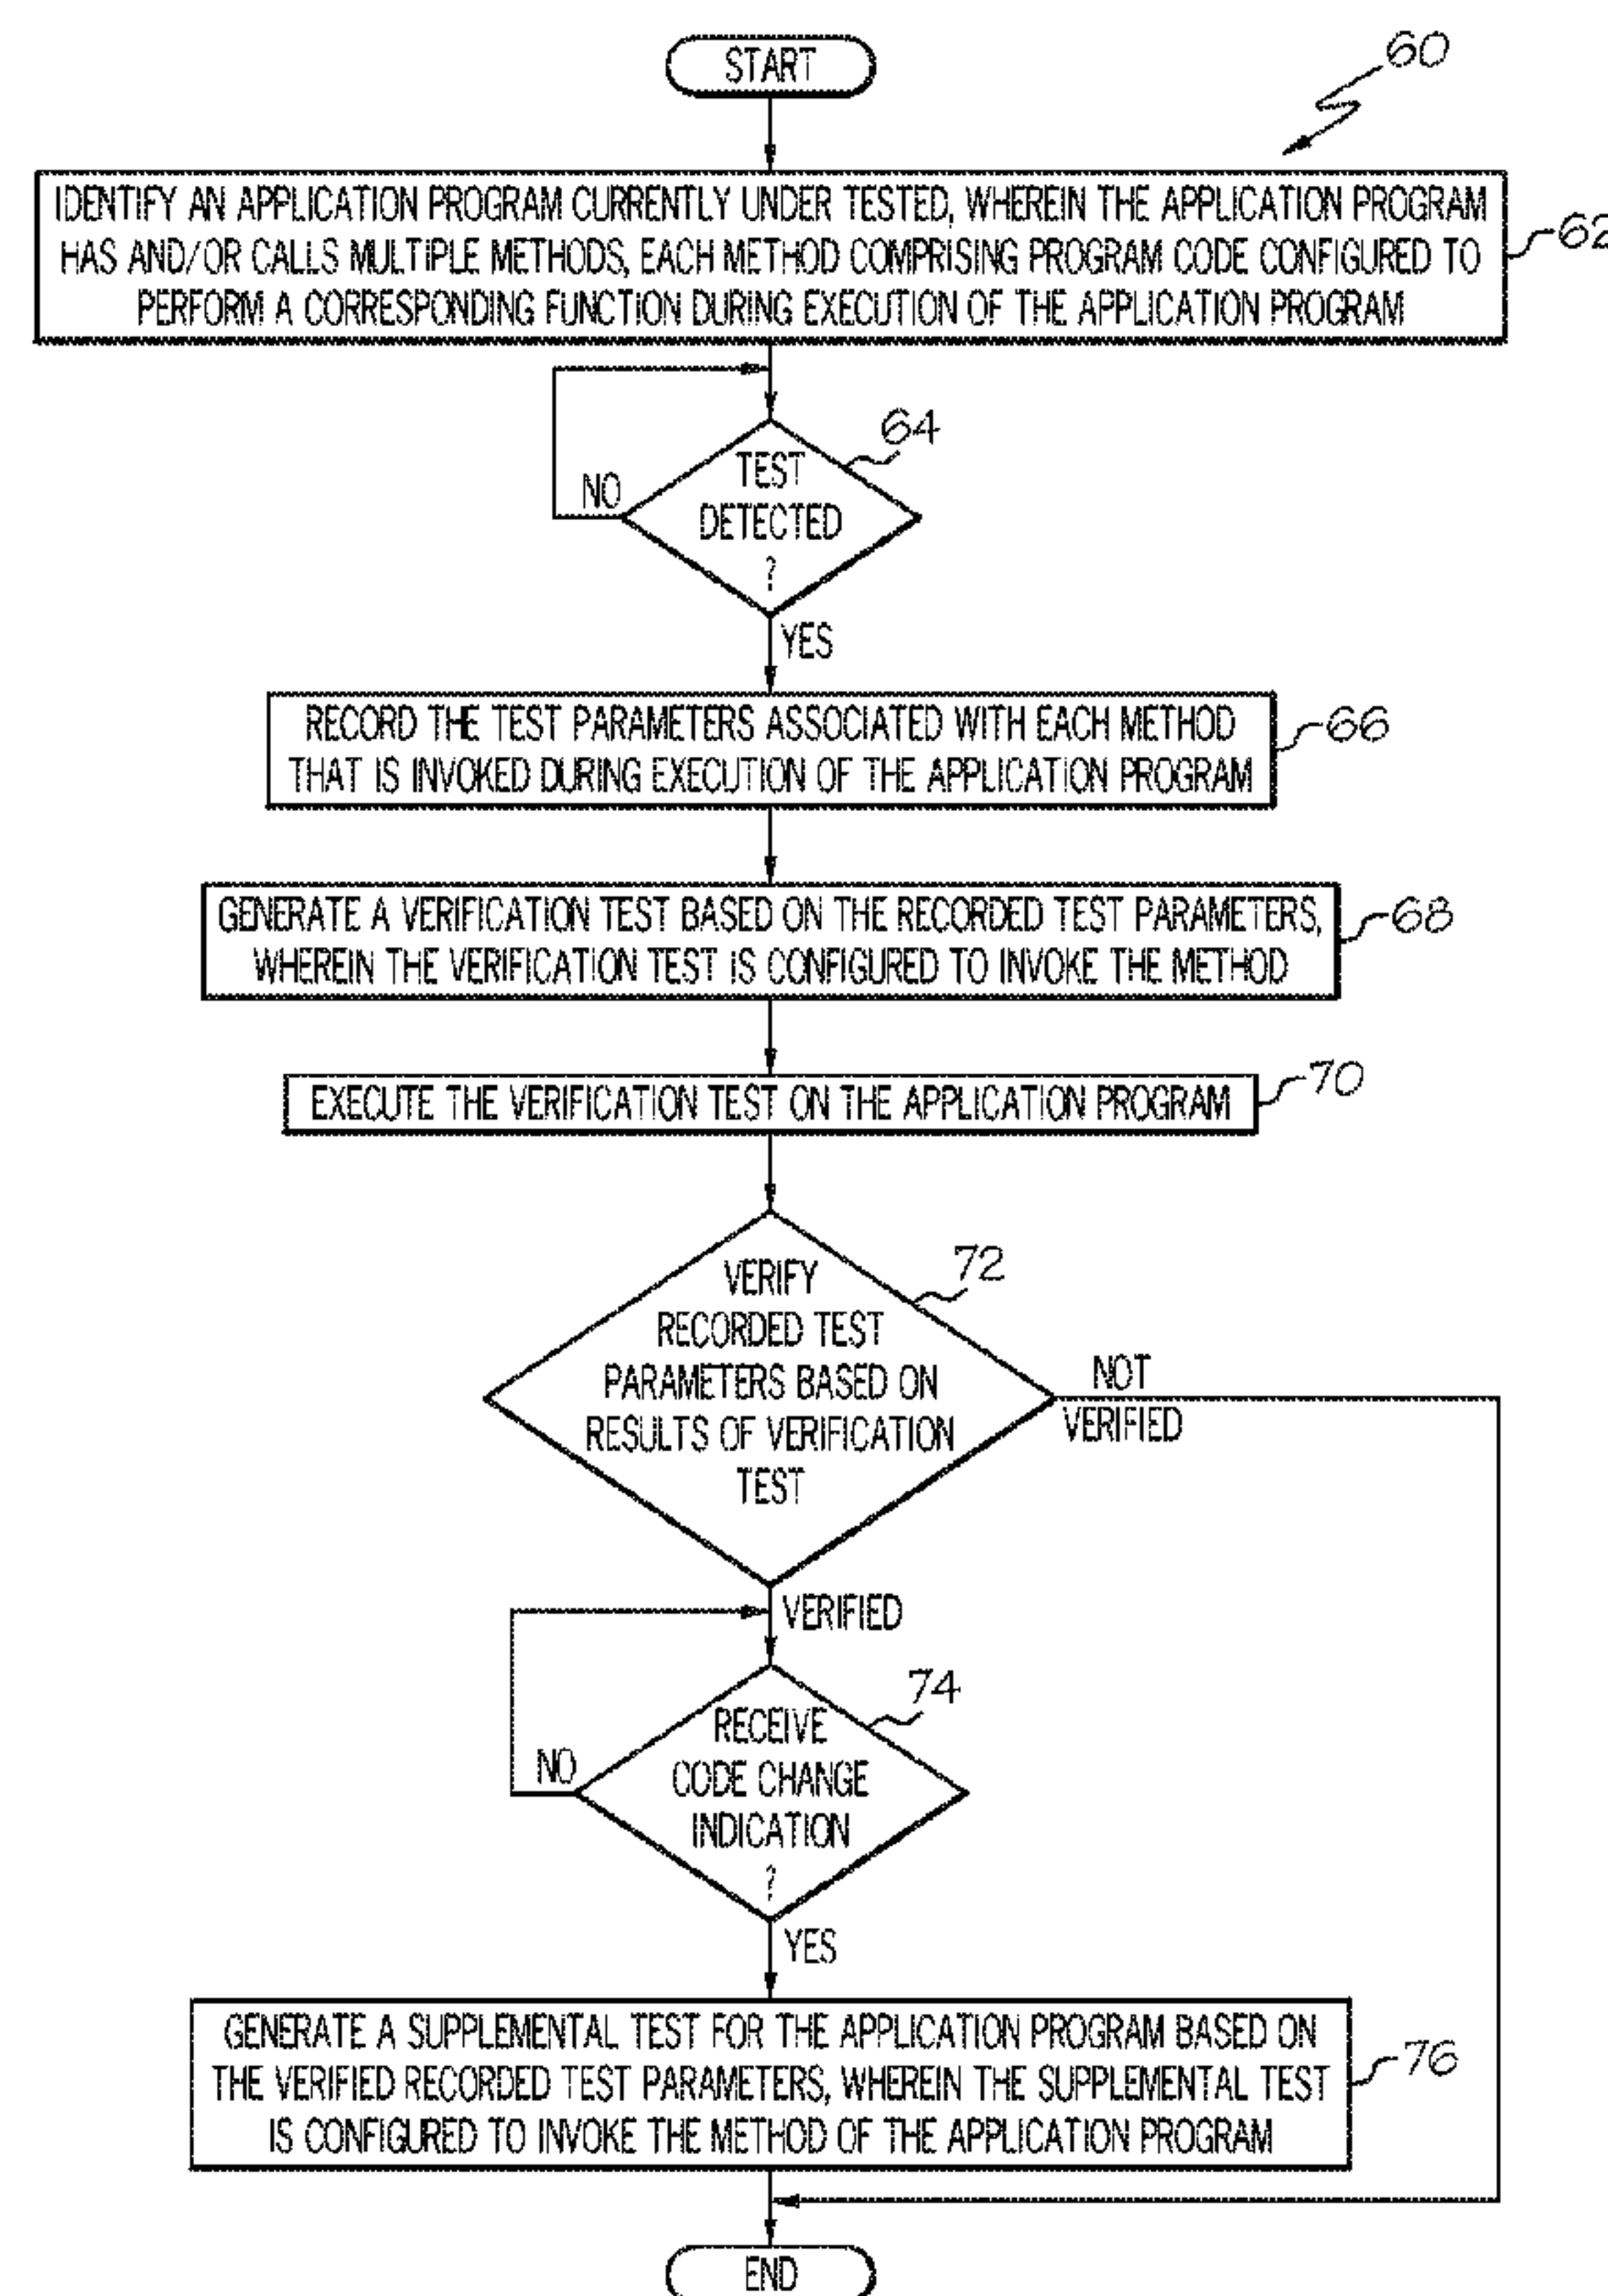 START
60
IDENTIFY AN APPLICATION PROGRAM CURRENTLY UNDER TESTED, WHEREIN THE APPLICATION PROGRAM
HAS AND/OR CALLS MULTIPLE METHODS, EACH METHOD COMPRISING PROGRAM CODE CONFIGURED TO
PERFORM A CORRESPONDING FUNCTION DURING EXECUTION OF THE APPLICATION PROGRAM
62
64
TEST
DETECTED
?
NO
YES
RECORD THE TEST PARAMETERS ASSOCIATED WITH EACH METHOD
THAT IS INVOKED DURING EXECUTION OF THE APPLICATION PROGRAM
66
GENERATE A VERIFICATION TEST BASED ON THE RECORDED TEST PARAMETERS,
WHEREIN THE VERIFICATION TEST IS CONFIGURED TO INVOKE THE METHOD
68
EXECUTE THE VERIFICATION TEST ON THE APPLICATION PROGRAM
70
72
VERIFY
RECORDED TEST
PARAMETERS BASED ON
RESULTS OF VERIFICATION
TEST
NOT
VERIFIED
VERIFIED
74
RECEIVE
CODE CHANGE
INDICATION
?
NO
YES
GENERATE A SUPPLEMENTAL TEST FOR THE APPLICATION PROGRAM BASED ON
THE VERIFIED RECORDED TEST PARAMETERS, WHEREIN THE SUPPLEMENTAL TEST
IS CONFIGURED TO INVOKE THE METHOD OF THE APPLICATION PROGRAM
76
END